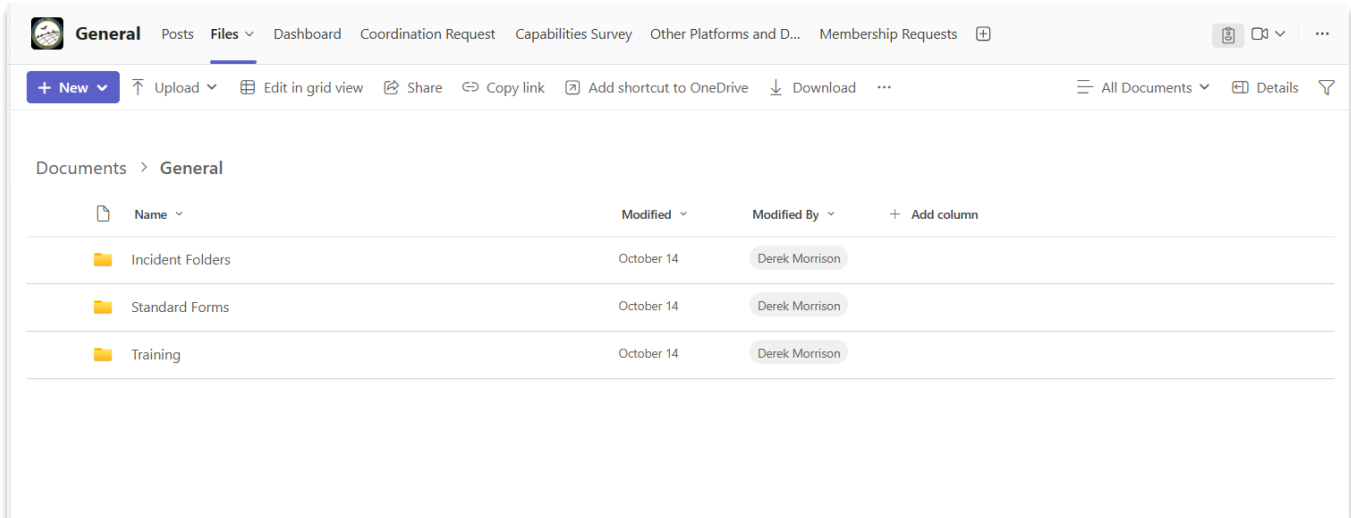 General Posts Files Dashboard Coordination Request Capabilities Survey Other Platforms and D... Membership Requests
New Upload Edit in grid view Share Copy link Add shortcut to OneDrive Download ... All Documents Details
Documents > General
Name Modified Modified By + Add column
Incident Folders October 14 Derek Morrison
Standard Forms October 14 Derek Morrison
Training October 14 Derek Morrison